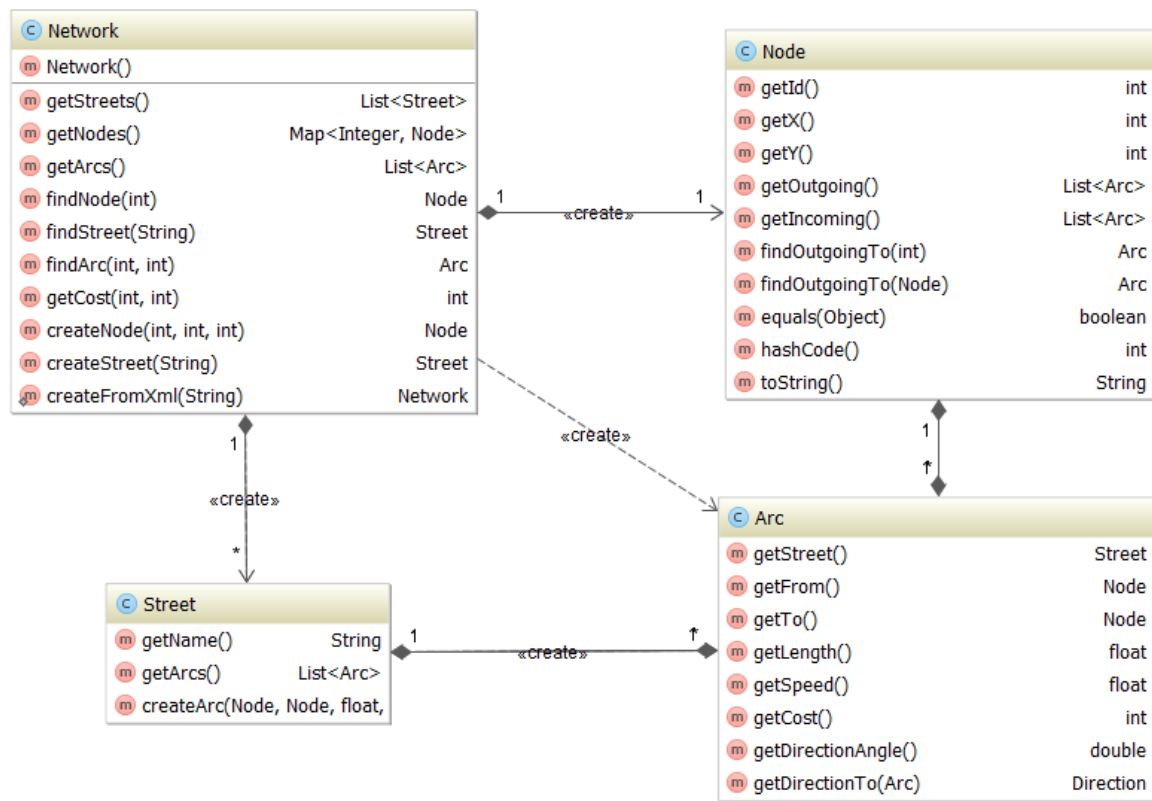 C Network
m Network()
m getStreets() List<Street>
m getNodes() Map<Integer, Node>
m getArcs() List<Arc>
m findNode(int) Node
m findStreet(String) Street
m findArc(int, int) Arc
m getCost(int, int) int
m createNode(int, int, int) Node
m createStreet(String) Street
m createFromXml(String) Network
1 «create» 1
C Node
m getId() int
m getX() int
m getY() int
m getOutgoing() List<Arc>
m getIncoming() List<Arc>
m findOutgoingTo(int) Arc
m findOutgoingTo(Node) Arc
m equals(Object) boolean
m hashCode() int
m toString() String
«create»
1
«create»
*
1
*
C Street
m getName() String
m getArcs() List<Arc>
m createArc(Node, Node, float,
1 «create» *
C Arc
m getStreet() Street
m getFrom() Node
m getTo() Node
m getLength() float
m getSpeed() float
m getCost() int
m getDirectionAngle() double
m getDirectionTo(Arc) Direction